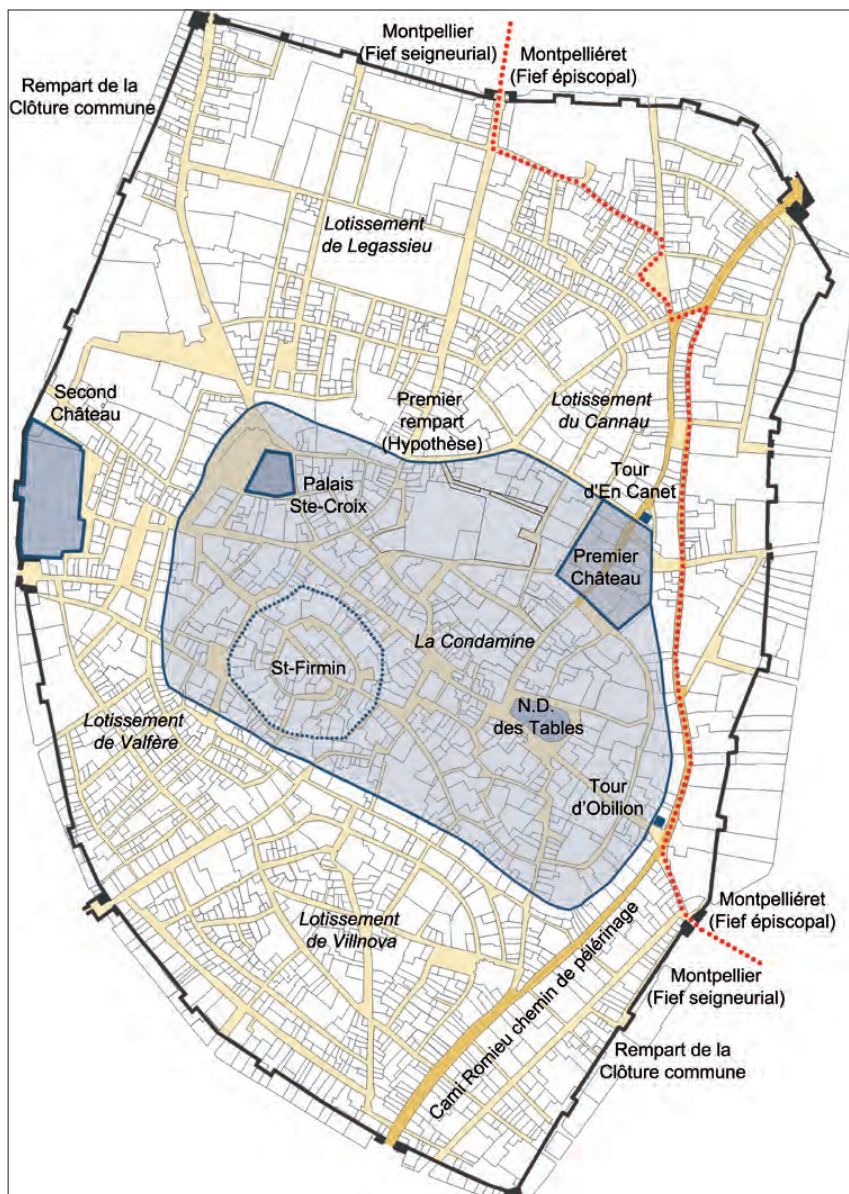 Montpellier
(Fief seigneurial)
Montpelliéret
(Fief épiscopal)
Rempart de la
Clôture commune
Lotissement
de Legassieu
Second
Château
Premier
rempart
(Hypothèse)
Lotissement
du Cannau
Tour
d'En Canet
Palais
Ste-Croix
Premier
Château
La Condamine
St-Firmin
N.D.
des Tables
Lotissement
de Valfère
Tour
d'Obilion
Lotissement
de Villnova
Cami Romieu chemin de pélérinage
Montpelliéret
(Fief épiscopal)
Montpellier
(Fief seigneurial)
Rempart de la
Clôture commune